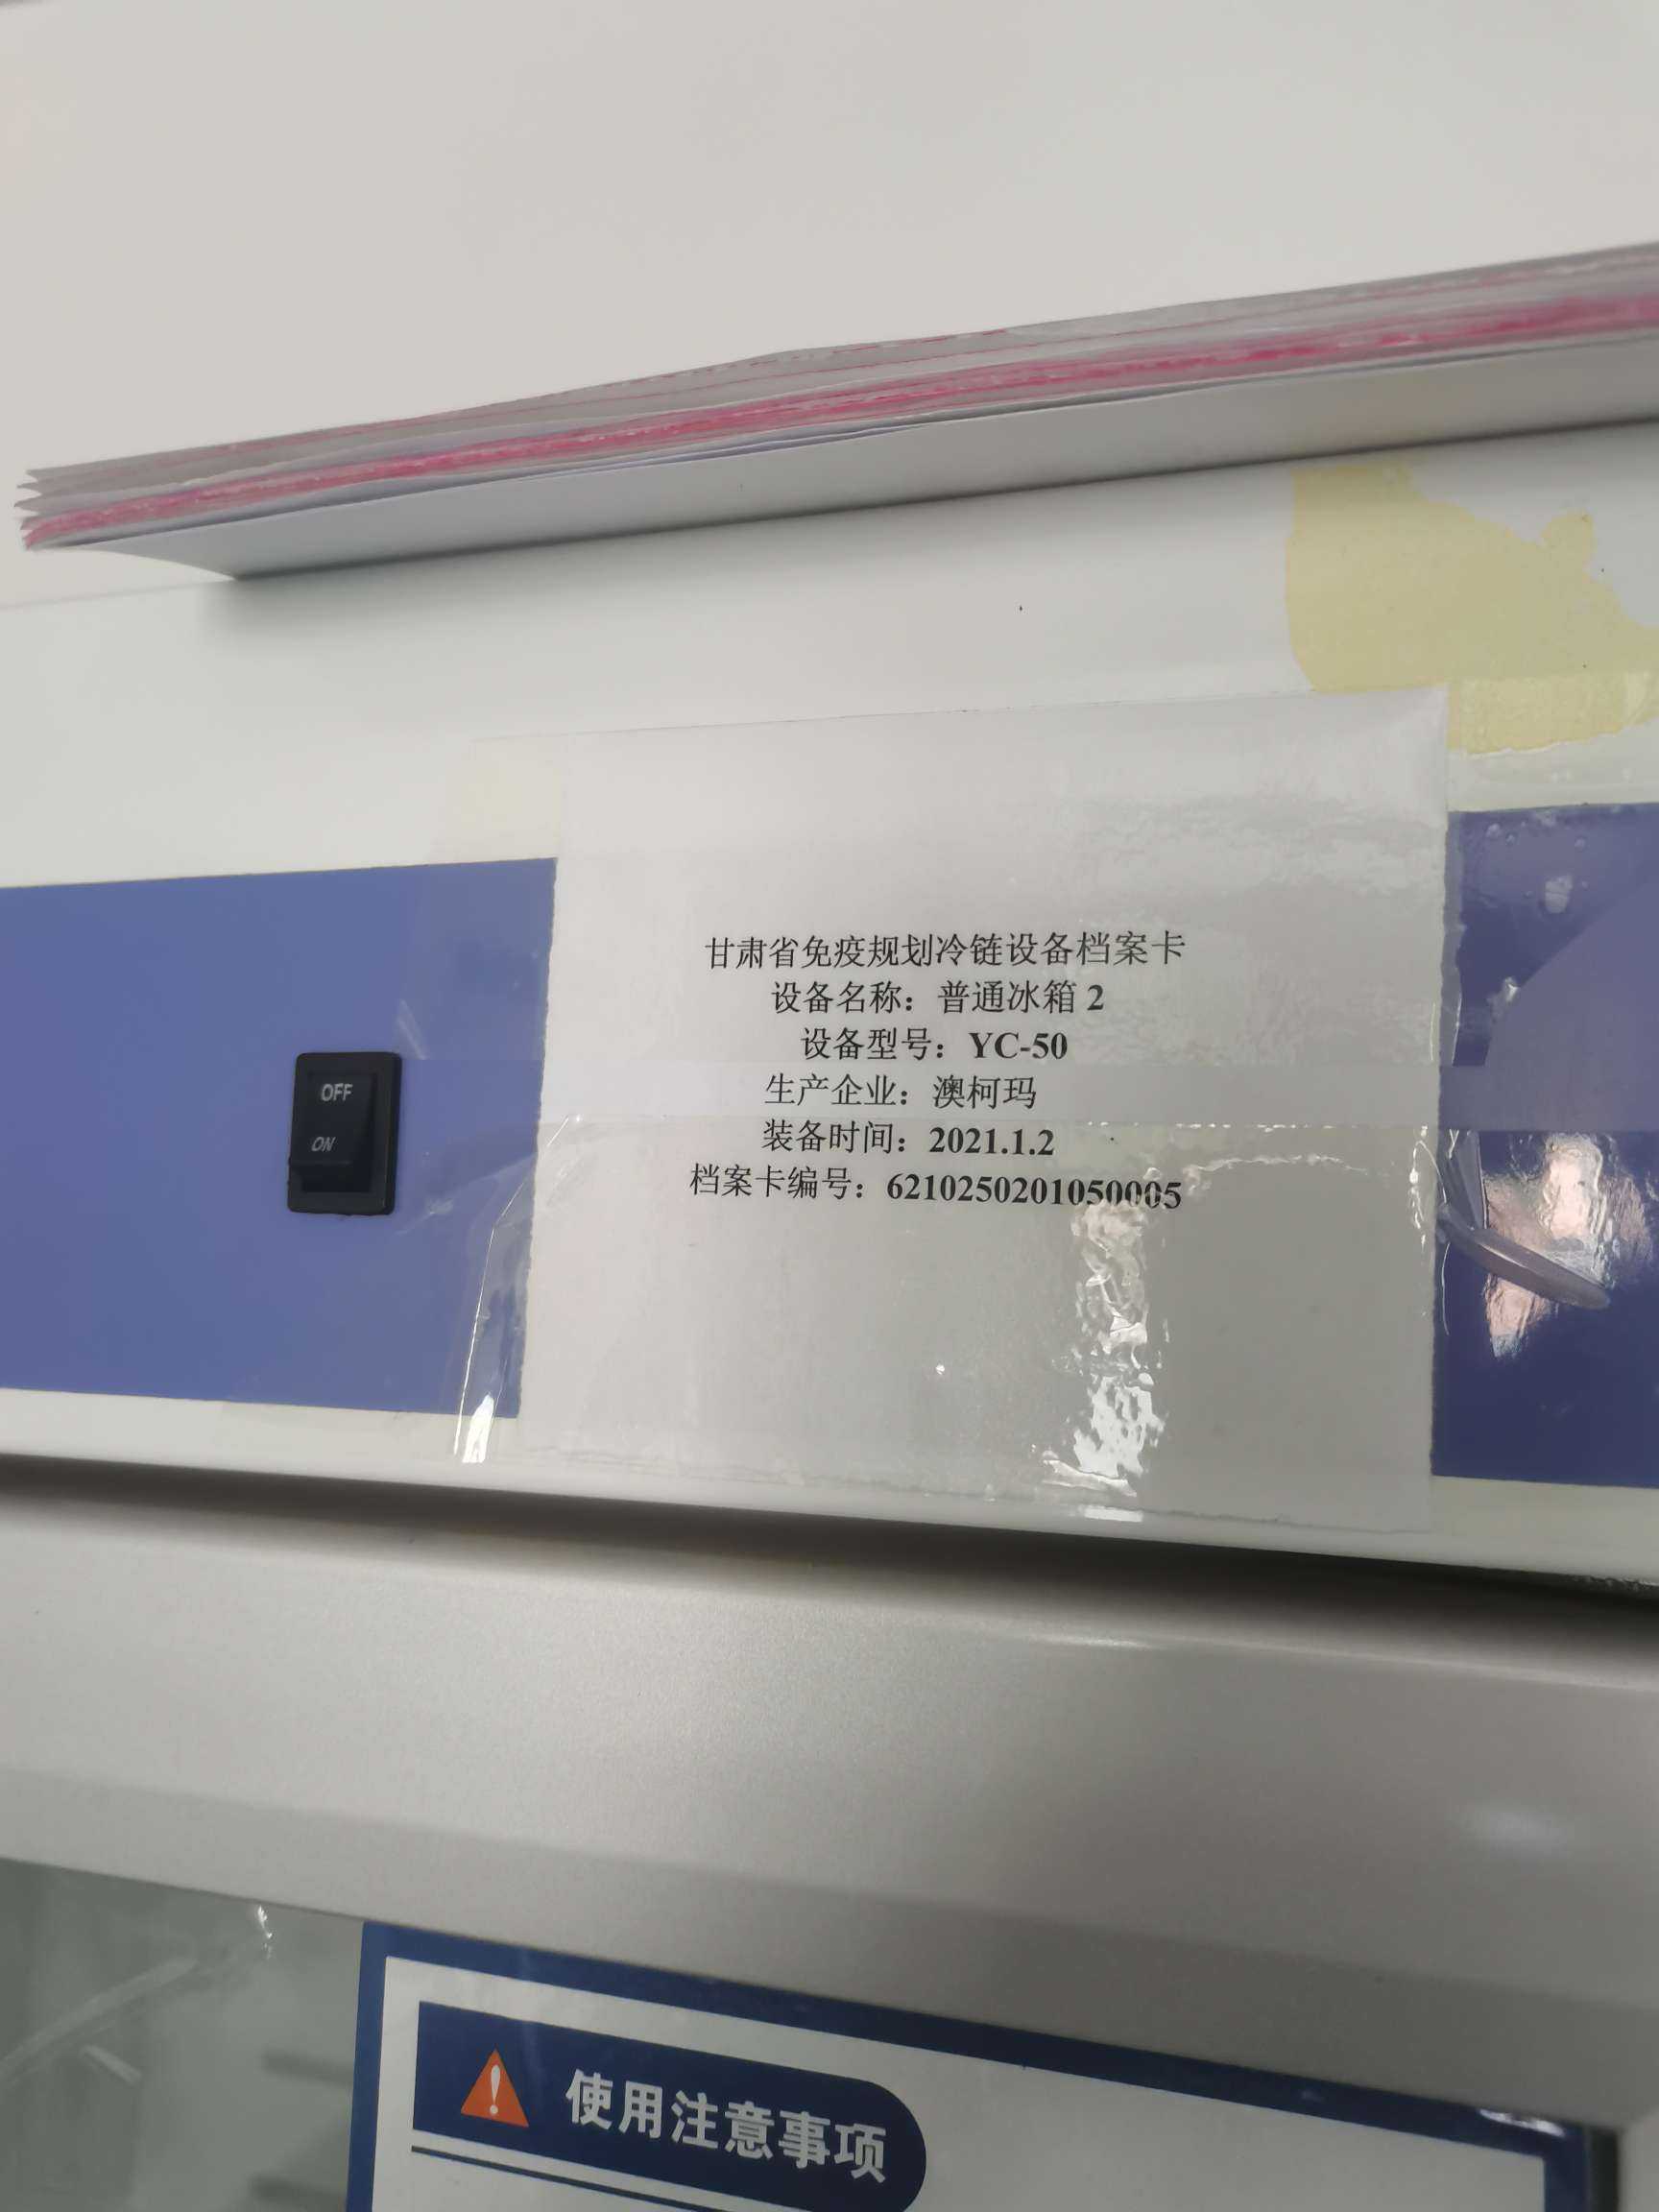 甘肃省免疫规划冷链设备档案卡
设备名称：普通冰箱 2
设备型号：YC-50
生产企业：澳柯玛
装备时间：2021.1.2
档案卡编号：6210250201050005
OFF
ON
使用注意事项